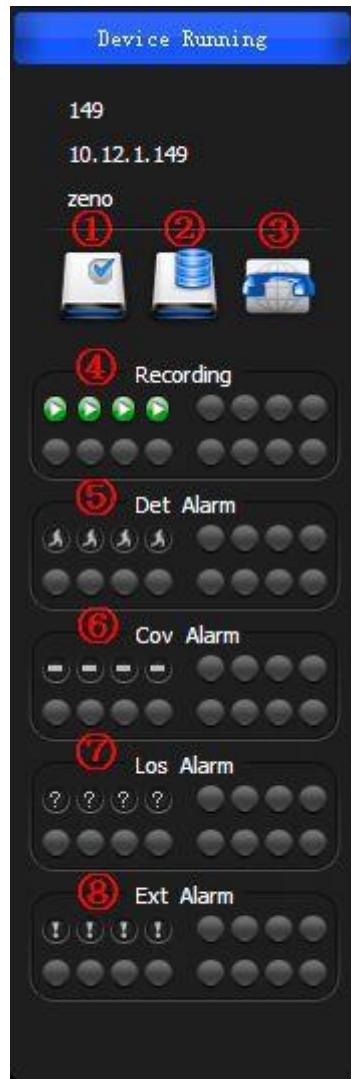 Device Running
149
10.12.1.149
zeno
① ② ③
④ Recording
⑤ Det Alarm
⑥ Cov Alarm
⑦ Los Alarm
? ? ? ?
⑧ Ext Alarm
! ! ! !